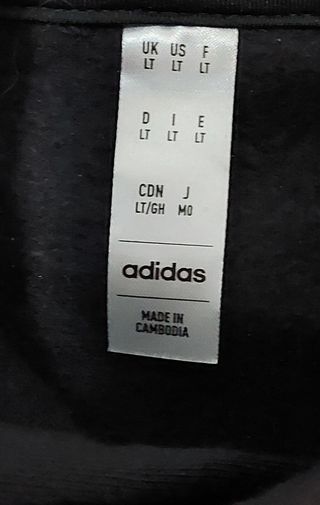 UK US F
LT LT LT
D I E
LT LT LT
CDN J
LT/GH MO
adidas
MADE IN
CAMBODIA